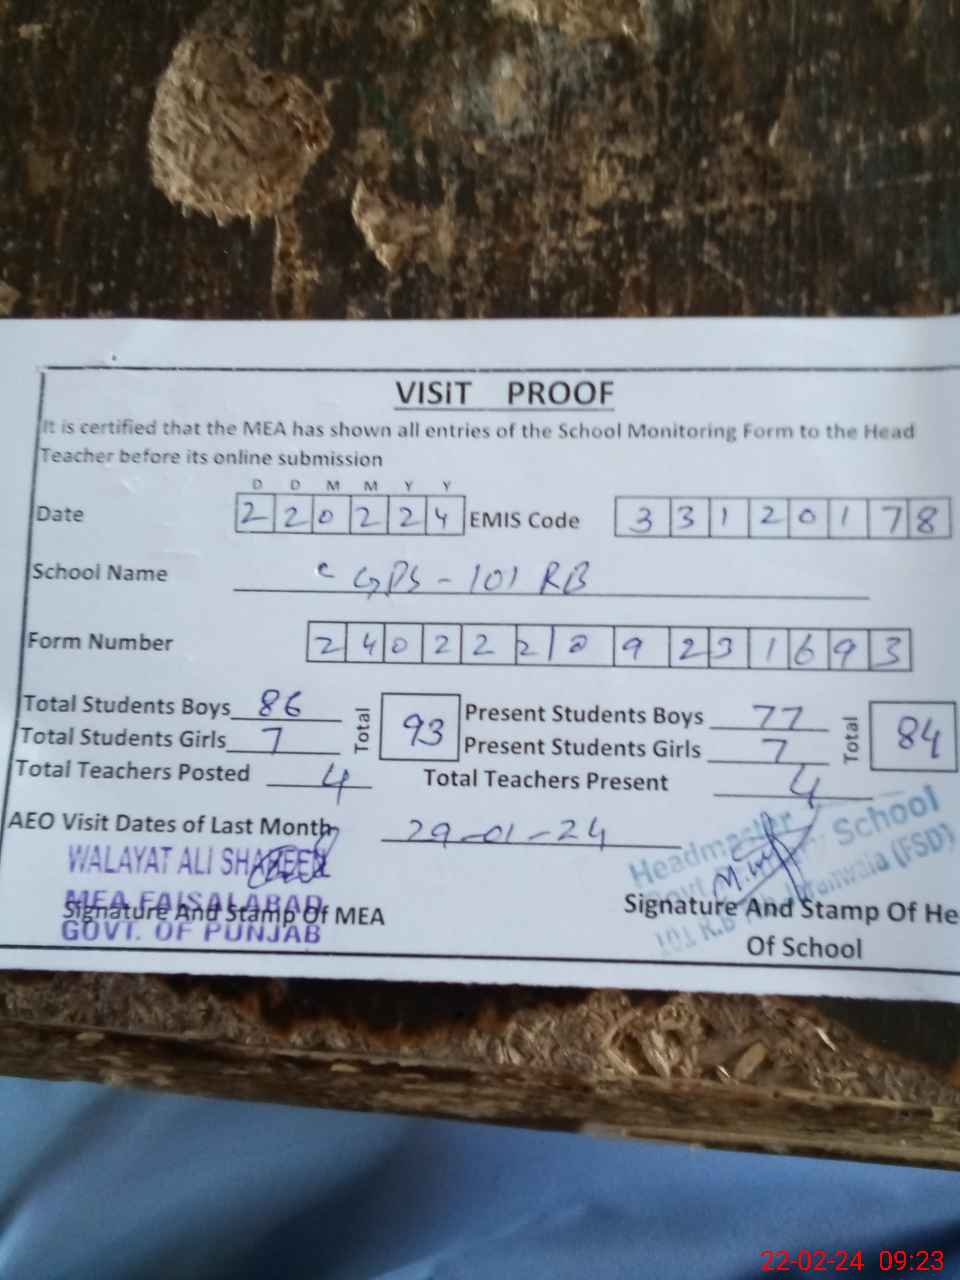 VISIT PROOF
It is certified that the MEA has shown all entries of the School Monitoring Form to the Head
Teacher before its online submission
D D M M Y Y
Date 2 2 0 2 2 4 EMIS Code 3 3 1 2 0 1 7 8
School Name GPS - 101 RB
Form Number 2 4 0 2 2 2 0 9 2 3 1 6 9 3
Total Students Boys 86 Total 93 Present Students Boys 77 Total 84
Total Students Girls 7 Present Students Girls 7
Total Teachers Posted 4 Total Teachers Present 4
AEO Visit Dates of Last Month 29-01-24
WALAYAT ALI SHAHEEN
MEA FAISALABAD
Signature And Stamp Of MEA
GOVT. OF PUNJAB
Headmaster
Govt. School
101 R.B (FSD)
Signature And Stamp Of He
Of School
22-02-24 09:23